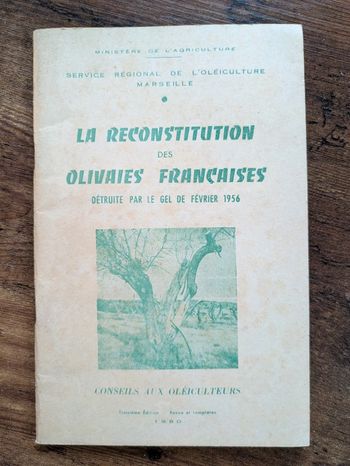 MINISTÈRE DE L'AGRICULTURE
SERVICE RÉGIONAL DE L'OLÉICULTURE
MARSEILLE
LA RECONSTITUTION
DES
OLIVAIES FRANÇAISES
DÉTRUITE PAR LE GEL DE FÉVRIER 1956
CONSEILS AUX OLÉICULTEURS
Troisième Édition Revue et complétée
1960